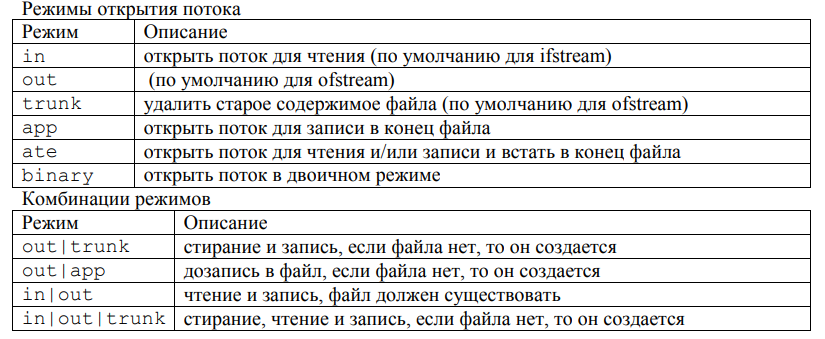 Режимы открытия потока
Режим Описание
in открыть поток для чтения (по умолчанию для ifstream)
out (по умолчанию для ofstream)
trunk удалить старое содержимое файла (по умолчанию для ofstream)
app открыть поток для записи в конец файла
ate открыть поток для чтения и/или записи и встать в конец файла
binary открыть поток в двоичном режиме
Комбинации режимов
Режим Описание
out|trunk стирание и запись, если файла нет, то он создается
out|app дозапись в файл, если файла нет, то он создается
in|out чтение и запись, файл должен существовать
in|out|trunk стирание, чтение и запись, если файла нет, то он создается